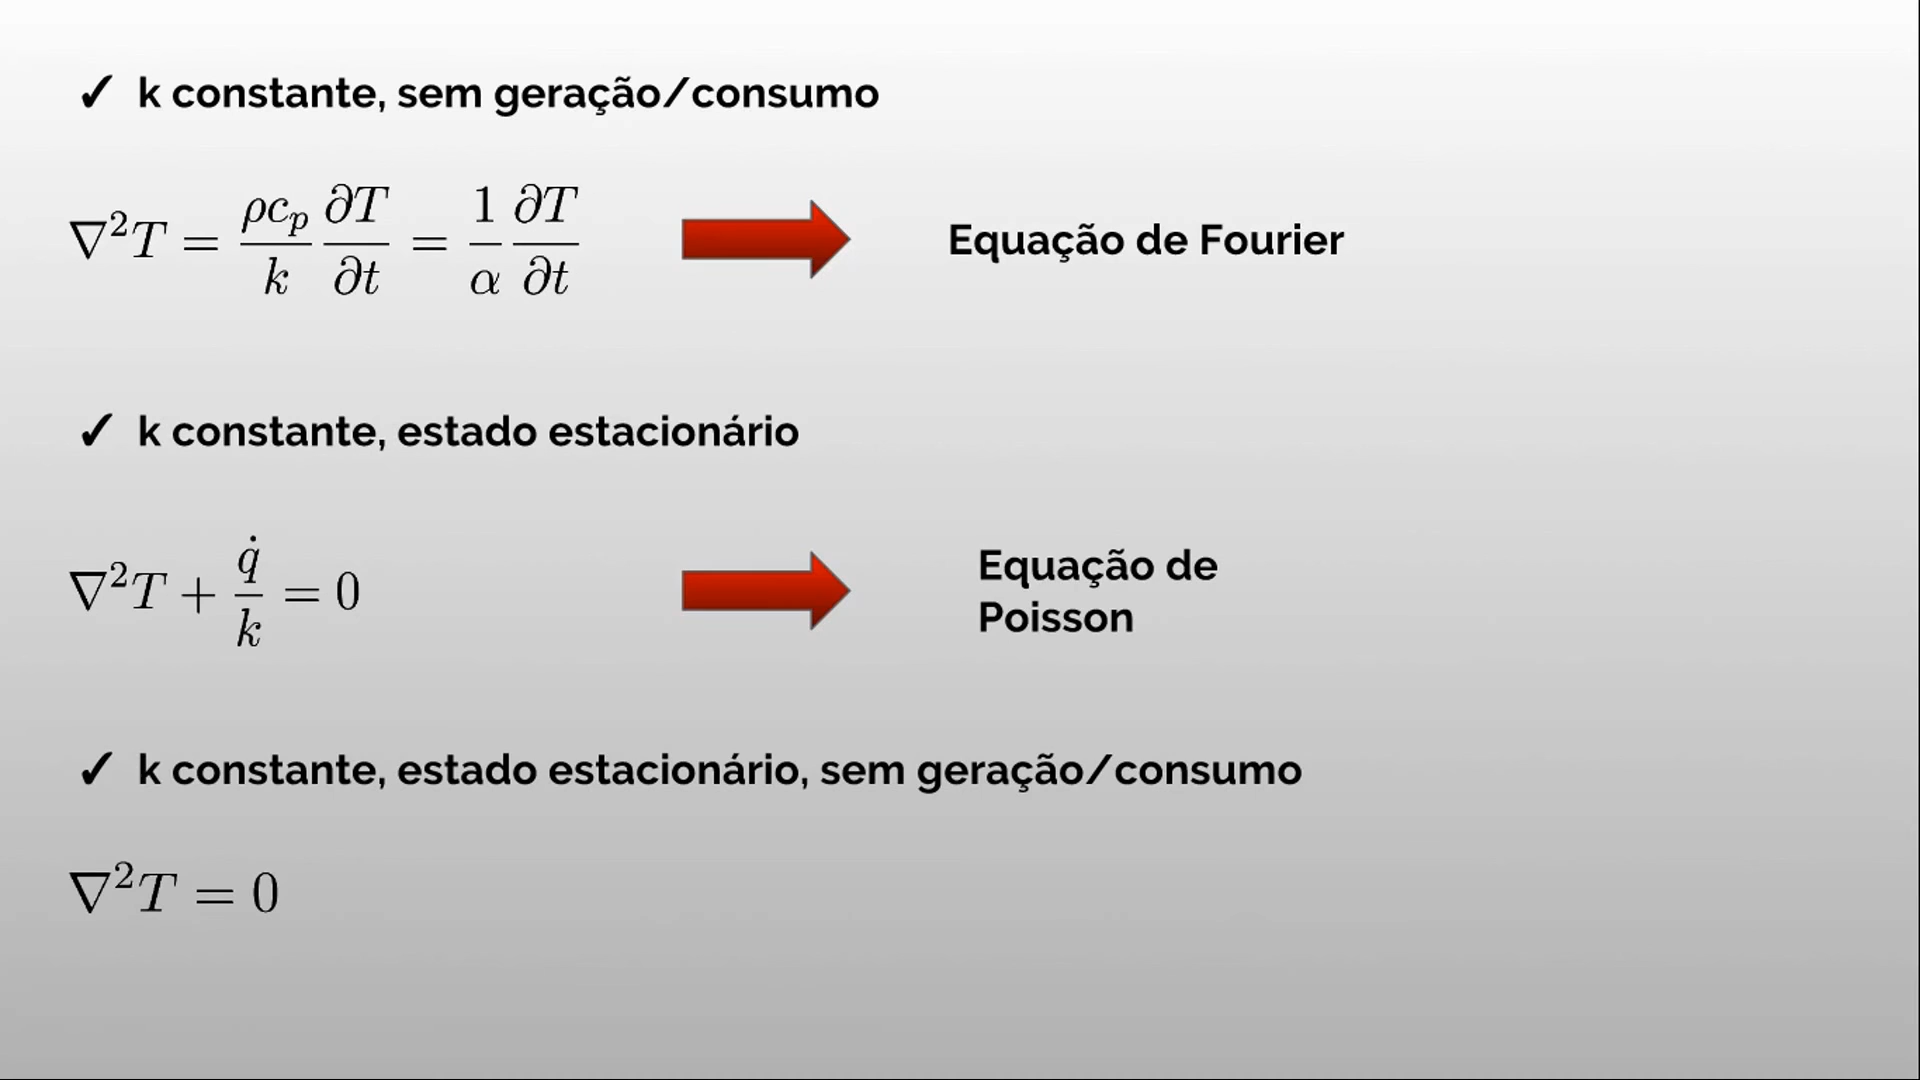 ✓ k constante, sem geração/consumo
∇²T = ρcₚ/k ∂T/∂t = 1/α ∂T/∂t
Equação de Fourier
✓ k constante, estado estacionário
∇²T + q̇/k = 0
Equação de
Poisson
✓ k constante, estado estacionário, sem geração/consumo
∇²T = 0